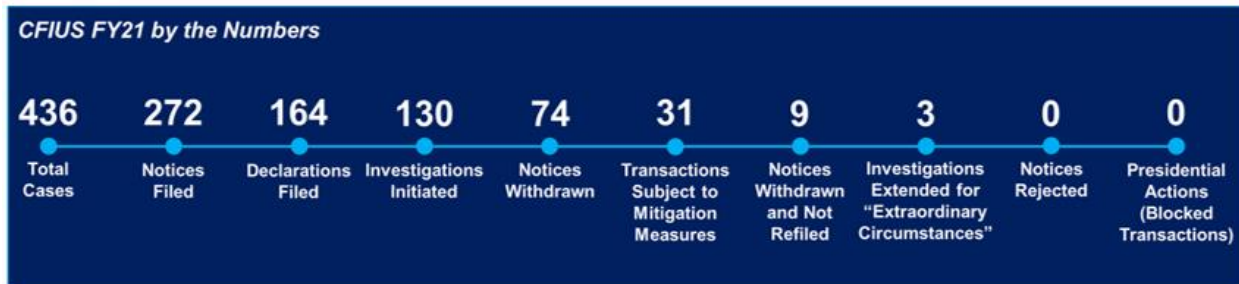 CFIUS FY21 by the Numbers
436 272 164 130 74 31 9 3 0 0
Total Notices Declarations Investigations Notices Transactions Notices Investigations Notices Presidential
Cases Filed Filed Initiated Withdrawn Subject to Withdrawn Extended for Rejected Actions
Mitigation and Not “Extraordinary (Blocked
Measures Refiled Circumstances” Transactions)